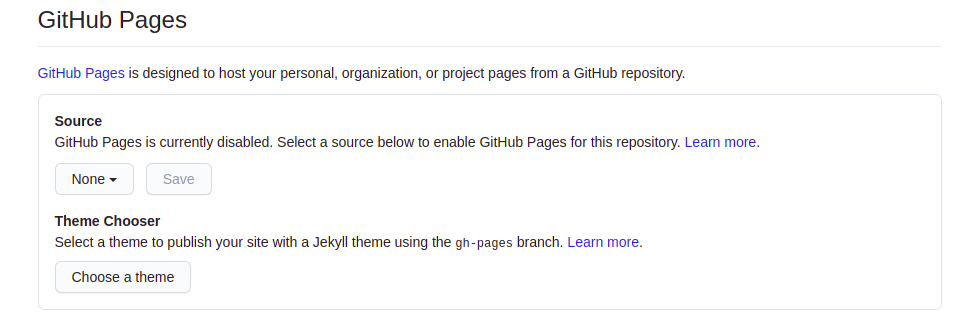 GitHub Pages
GitHub Pages is designed to host your personal, organization, or project pages from a GitHub repository.
Source
GitHub Pages is currently disabled. Select a source below to enable GitHub Pages for this repository. Learn more.
None Save
Theme Chooser
Select a theme to publish your site with a Jekyll theme using the gh-pages branch. Learn more.
Choose a theme